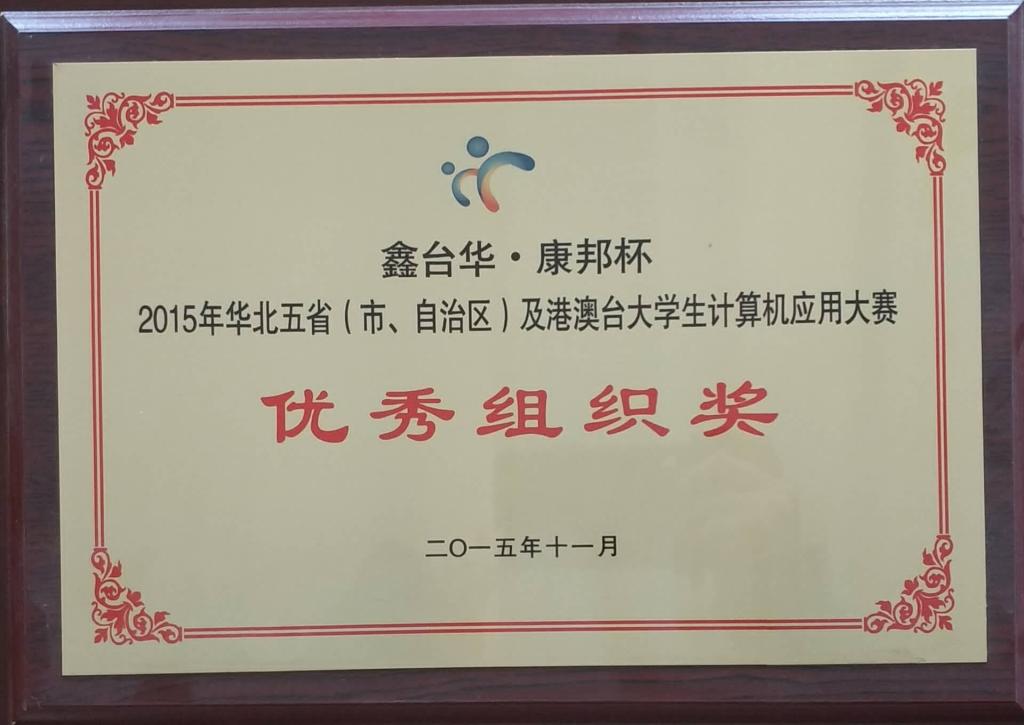 鑫台华·康邦杯
2015年华北五省（市、自治区）及港澳台大学生计算机应用大赛
优秀组织奖
二〇一五年十一月